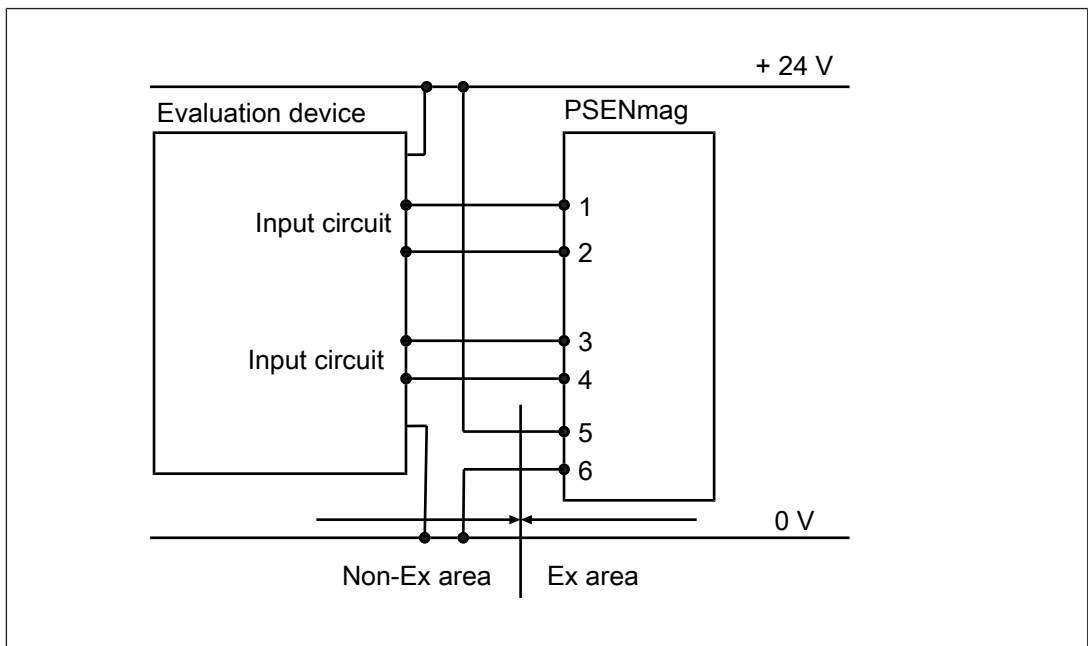 + 24 V
Evaluation device
PSENmag
Input circuit
1
2
Input circuit
3
4
5
6
0 V
Non-Ex area
Ex area